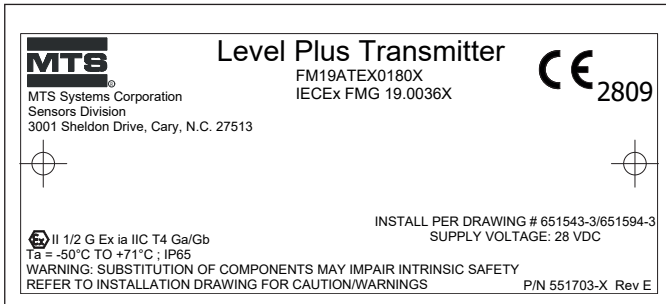 MTS
®
Level Plus Transmitter
FM19ATEX0180X
IECEx FMG 19.0036X
CE 2809
MTS Systems Corporation
Sensors Division
3001 Sheldon Drive, Cary, N.C. 27513
INSTALL PER DRAWING # 651543-3/651594-3
SUPPLY VOLTAGE: 28 VDC
Ex II 1/2 G Ex ia IIC T4 Ga/Gb
Ta = -50°C TO +71°C ; IP65
WARNING: SUBSTITUTION OF COMPONENTS MAY IMPAIR INTRINSIC SAFETY
REFER TO INSTALLATION DRAWING FOR CAUTION/WARNINGS
P/N 551703-X Rev E